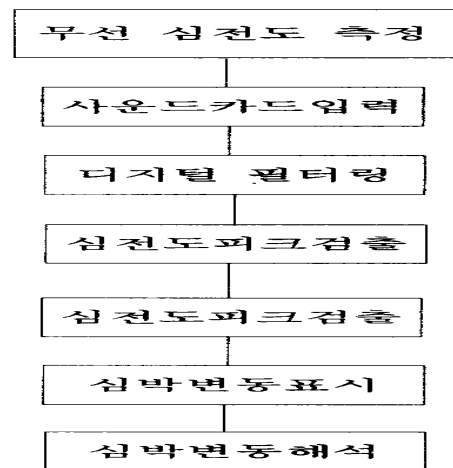 무선 심전도 측정
사운드카드입력
디지털 필터링
심전도피크검출
심전도피크검출
심박변동표시
심박변동해석